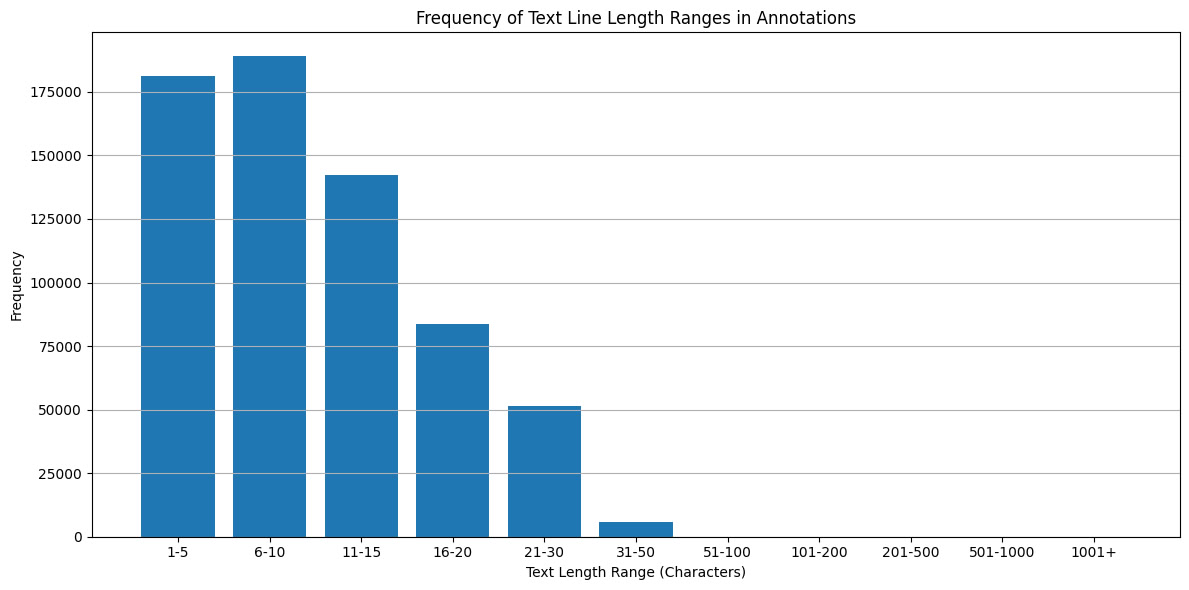 Frequency of Text Line Length Ranges in Annotations
Frequency
175000
150000
125000
100000
75000
50000
25000
0
1-5 6-10 11-15 16-20 21-30 31-50 51-100 101-200 201-500 501-1000 1001+
Text Length Range (Characters)